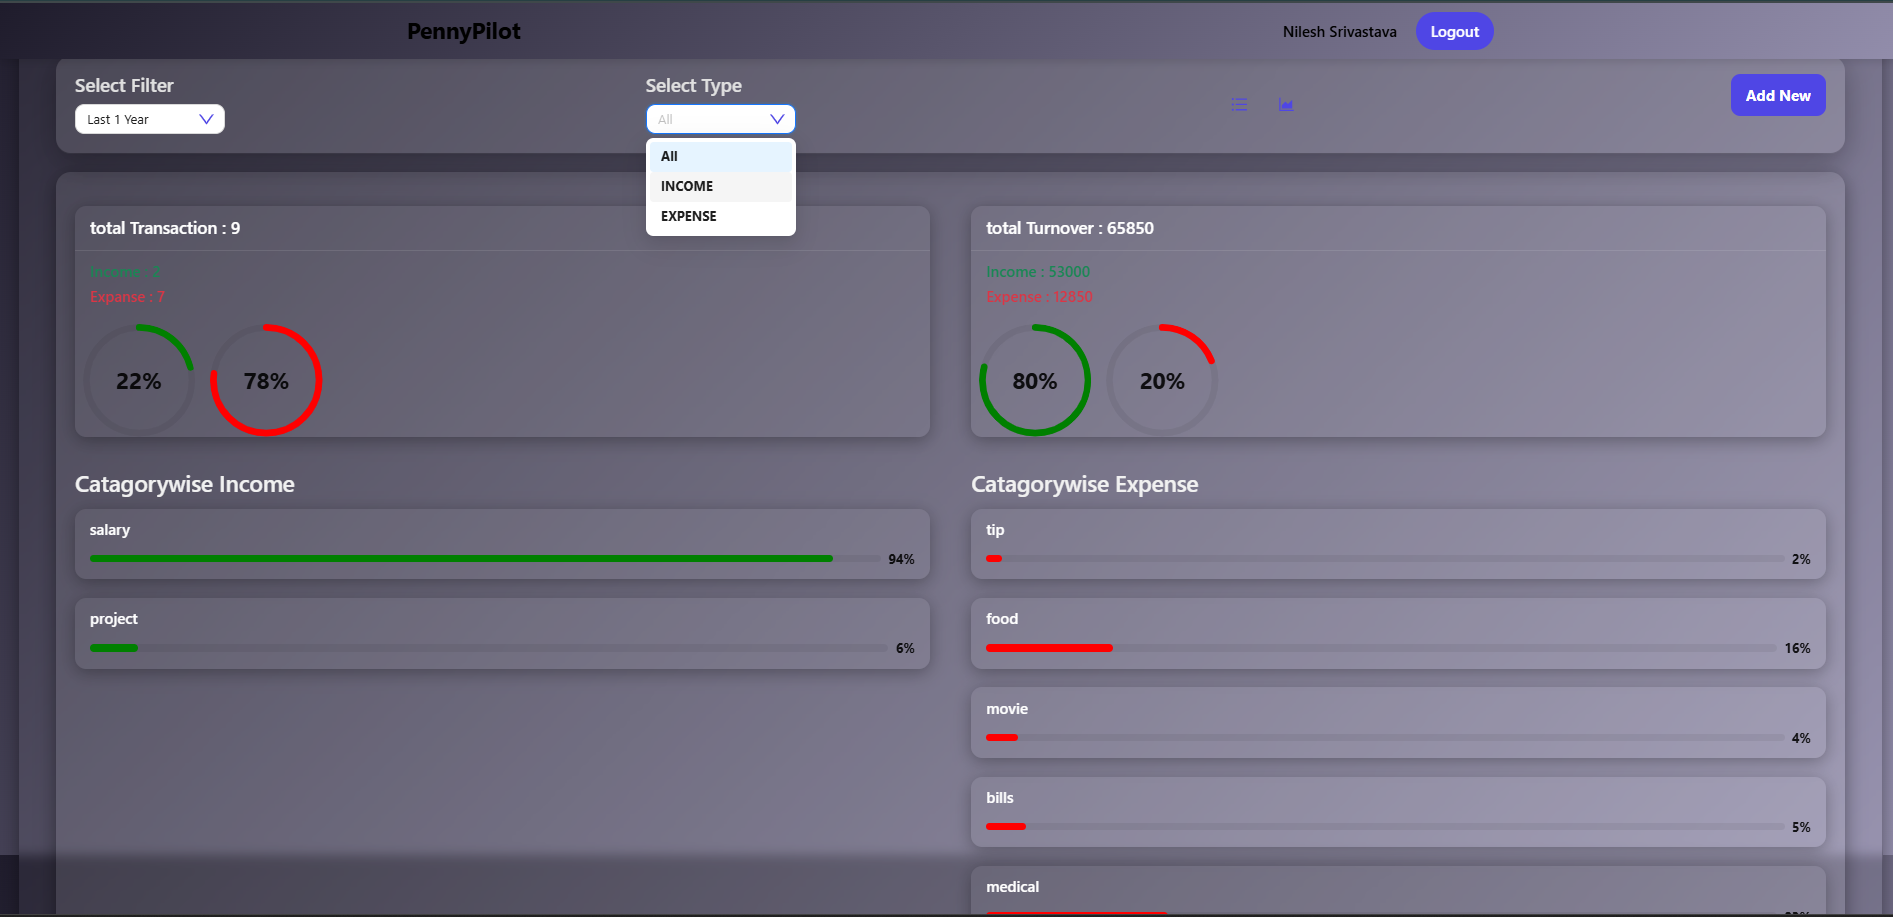 PennyPilot
Nilesh Srivastava
Logout
Select Filter
Last 1 Year
Select Type
All
All
INCOME
EXPENSE
Add New
total Transaction : 9
Income : 2
Expanse : 7
22%
78%
total Turnover : 65850
Income : 53000
Expense : 12850
80%
20%
Catagorywise Income
salary
94%
project
6%
Catagorywise Expense
tip
2%
food
16%
movie
4%
bills
5%
medical